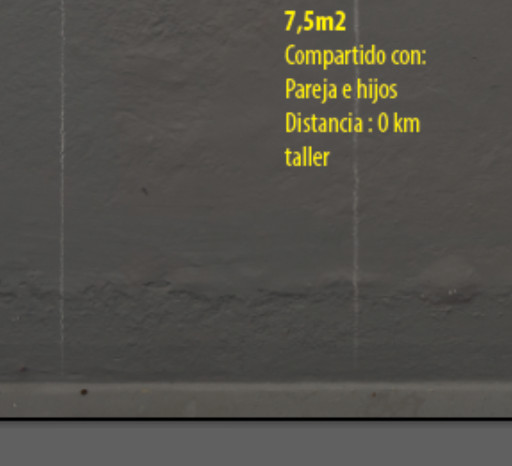 7,5m2
Compartido con:
Pareja e hijos
Distancia : 0 km
taller